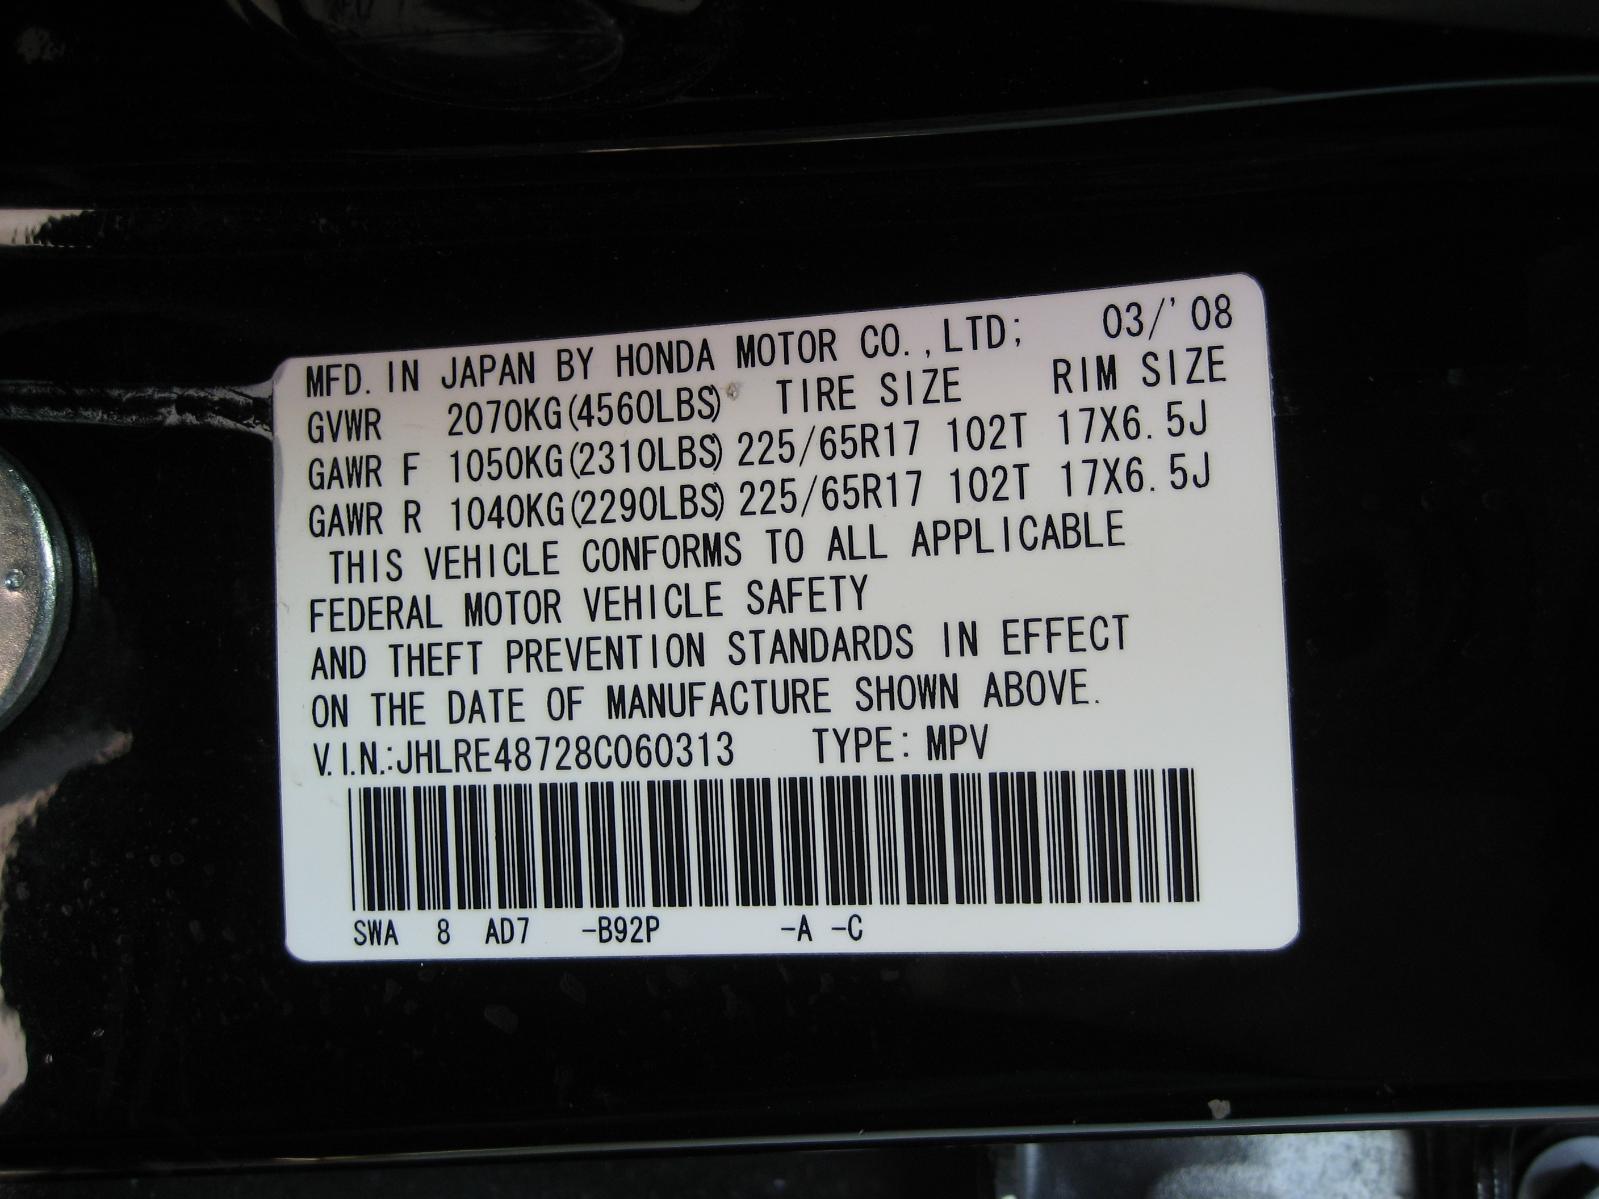 MFD. IN JAPAN BY HONDA MOTOR CO.,LTD; 03/'08
GVWR 2070KG(4560LBS) TIRE SIZE RIM SIZE
GAWR F 1050KG(2310LBS) 225/65R17 102T 17X6.5J
GAWR R 1040KG(2290LBS) 225/65R17 102T 17X6.5J
THIS VEHICLE CONFORMS TO ALL APPLICABLE
FEDERAL MOTOR VEHICLE SAFETY
AND THEFT PREVENTION STANDARDS IN EFFECT
ON THE DATE OF MANUFACTURE SHOWN ABOVE.
V.I.N.:JHLRE48728C060313 TYPE: MPV
SWA 8 AD7 -B92P -A -C